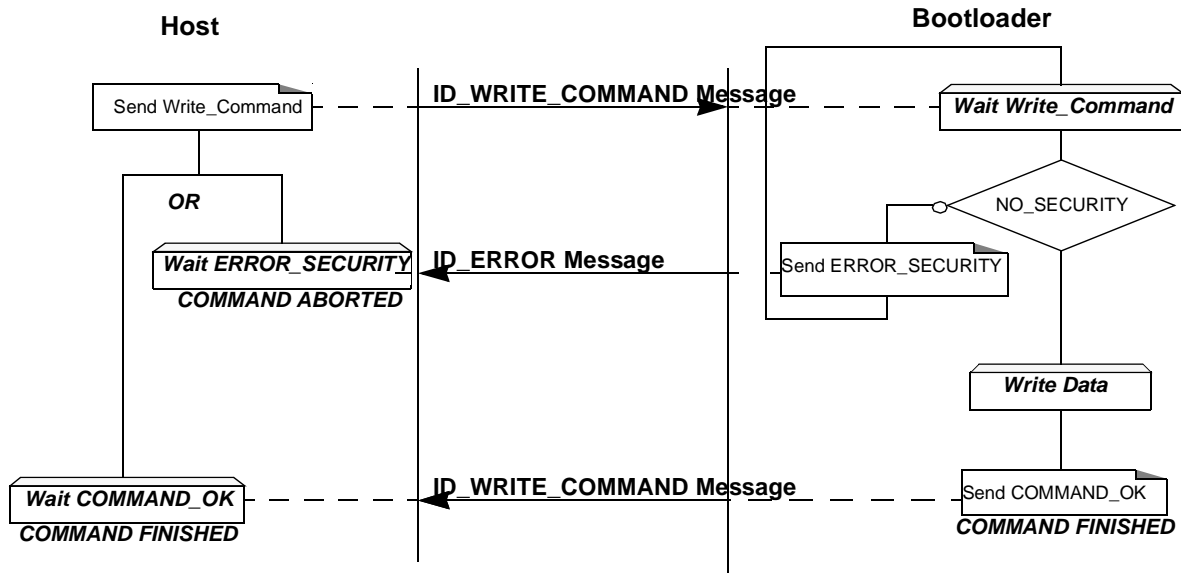 Host
Bootloader
Send Write_Command
ID_WRITE_COMMAND Message
Wait Write_Command
OR
NO_SECURITY
Wait ERROR_SECURITY
ID_ERROR Message
Send ERROR_SECURITY
COMMAND ABORTED
Write Data
Wait COMMAND_OK
ID_WRITE_COMMAND Message
Send COMMAND_OK
COMMAND FINISHED
COMMAND FINISHED